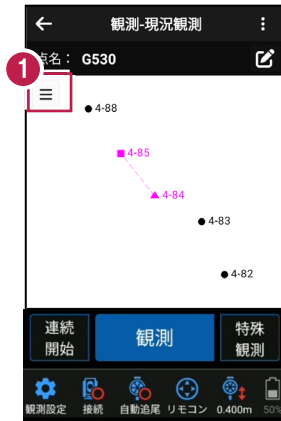 観測-現況観測
1
点名： G530
4-88
4-85
4-84
4-83
4-82
連続
開始
観測
特殊
観測
観測設定 接続 自動追尾 リモコン 0.400m 50%